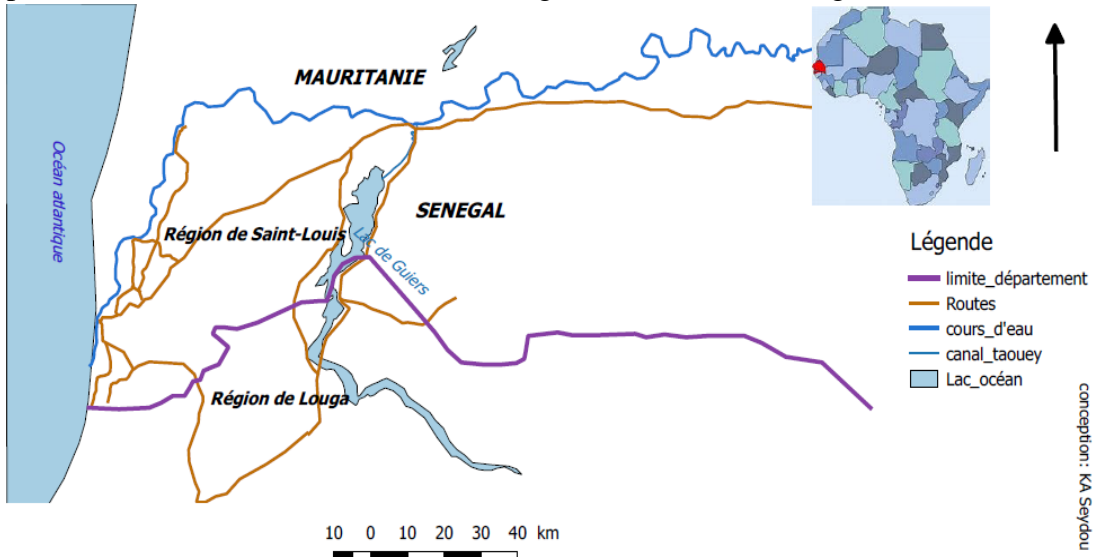 MAURITANIE
Océan atlantique
SENEGAL
Région de Saint-Louis
Lac de Guiers
Région de Louga
Légende
limite_département
Routes
cours_d'eau
canal_taouey
Lac_océan
conception: KA Seydou
10 0 10 20 30 40 km